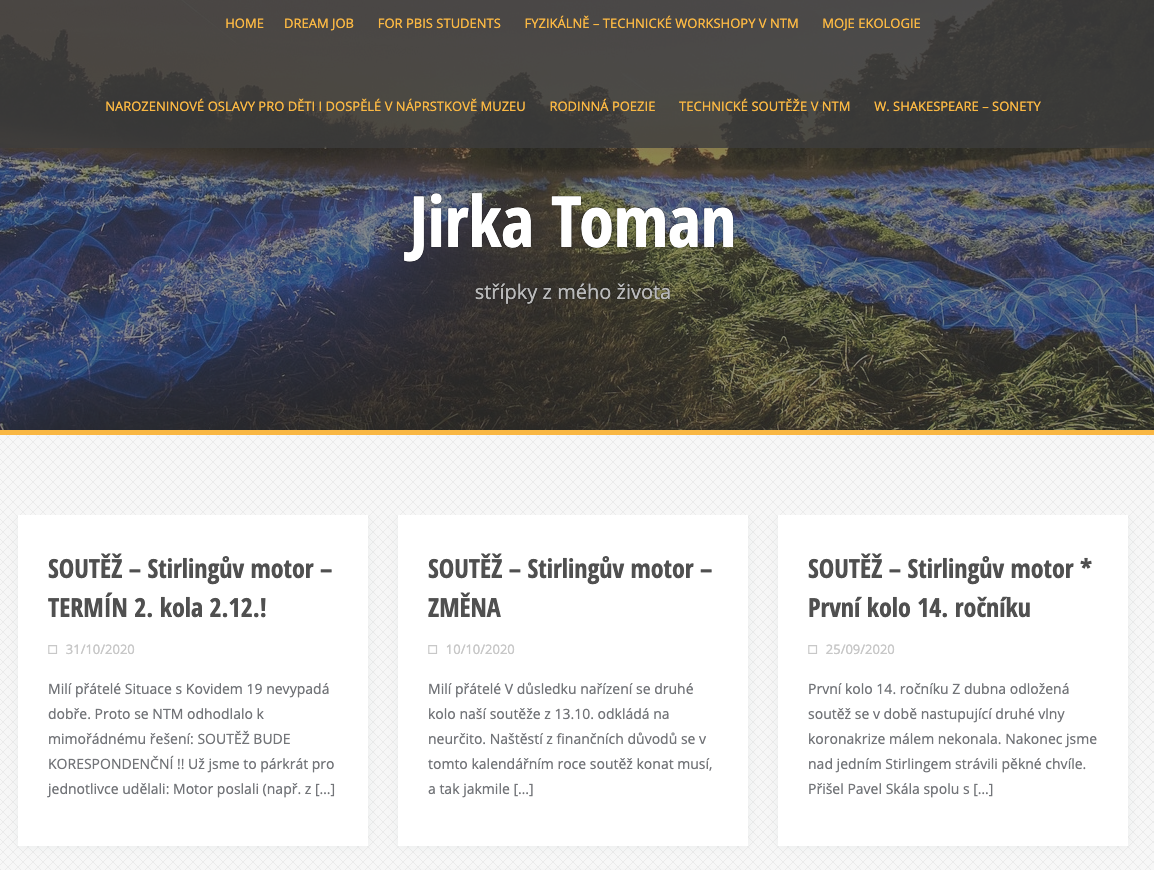 HOME DREAM JOB FOR PBIS STUDENTS FYZIKÁLNĚ – TECHNICKÉ WORKSHOPY V NTM MOJE EKOLOGIE
NAROZENINOVÉ OSLAVY PRO DĚTI I DOSPĚLÉ V NÁPRSTKOVĚ MUZEU RODINNÁ POEZIE TECHNICKÉ SOUTĚŽE V NTM W. SHAKESPEARE – SONETY
Jirka Toman
střípky z mého života
SOUTĚŽ – Stirlingův motor –
TERMÍN 2. kola 2.12.!
31/10/2020
Milí přátelé Situace s Kovidem 19 nevypadá
dobře. Proto se NTM odhodlalo k
mimořádnému řešení: SOUTĚŽ BUDE
KORESPONDENČNÍ !! Už jsme to párkrát pro
jednotlivce udělali: Motor poslali (např. z […]
SOUTĚŽ – Stirlingův motor –
ZMĚNA
10/10/2020
Milí přátelé V důsledku nařízení se druhé
kolo naší soutěže z 13.10. odkládá na
neurčito. Naštěstí z finančních důvodů se v
tomto kalendářním roce soutěž konat musí,
a tak jakmile […]
SOUTĚŽ – Stirlingův motor *
První kolo 14. ročníku
25/09/2020
První kolo 14. ročníku Z dubna odložená
soutěž se v době nastupující druhé vlny
koronakrize málem nekonala. Nakonec jsme
nad jedním Stirlingem strávili pěkné chvíle.
Přišel Pavel Skála spolu s […]